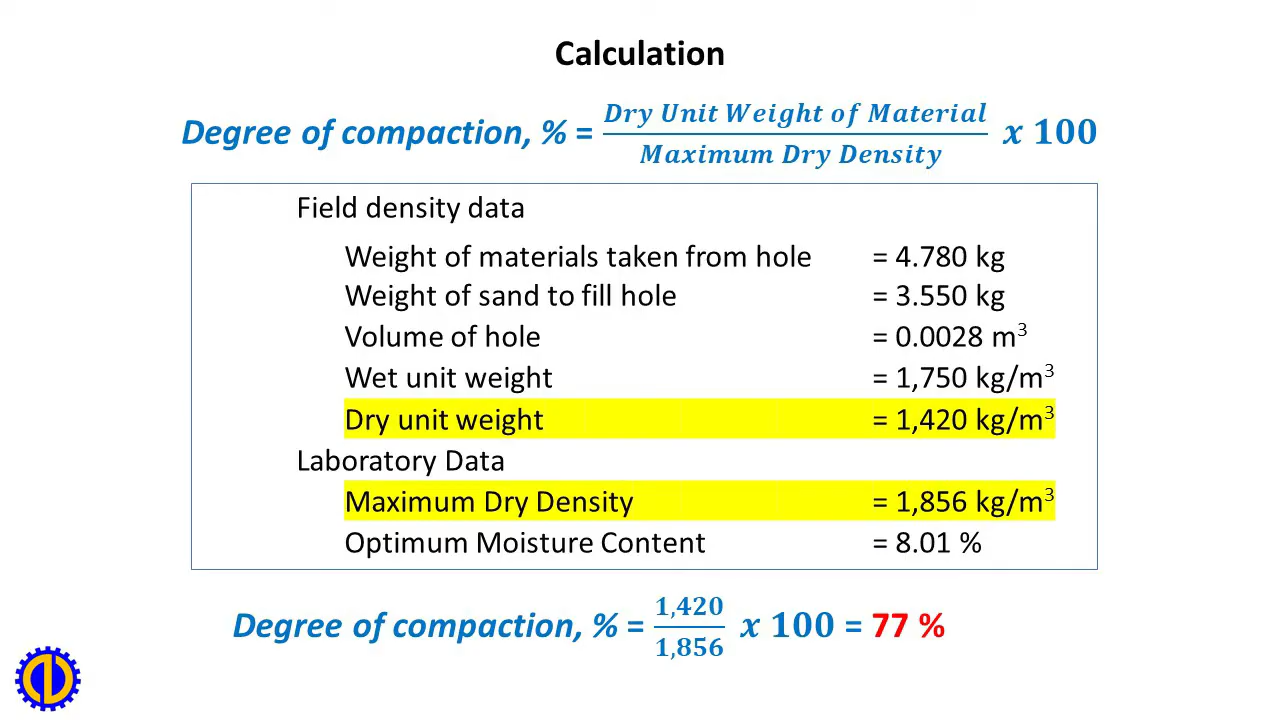 Calculation
Degree of compaction, % = Dry Unit Weight of Material / Maximum Dry Density x 100
Field density data
Weight of materials taken from hole = 4.780 kg
Weight of sand to fill hole = 3.550 kg
Volume of hole = 0.0028 m³
Wet unit weight = 1,750 kg/m³
Dry unit weight = 1,420 kg/m³
Laboratory Data
Maximum Dry Density = 1,856 kg/m³
Optimum Moisture Content = 8.01 %
Degree of compaction, % = 1,420 / 1,856 x 100 = 77 %